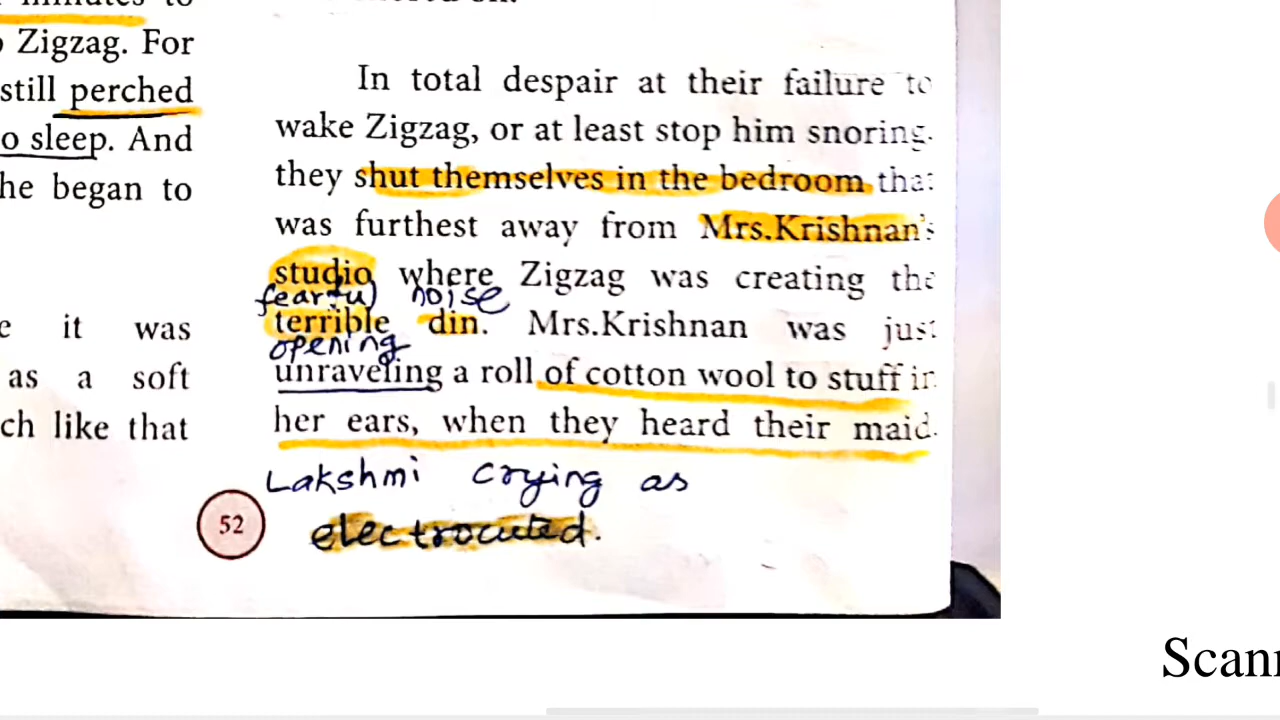 Zigzag. For
still perched
o sleep. And
he began to
e it was
as a soft
ch like that
In total despair at their failure to
wake Zigzag, or at least stop him snoring.
they shut themselves in the bedroom that
was furthest away from Mrs.Krishnan's
studio where Zigzag was creating the
fearful noise
terrible din. Mrs.Krishnan was just
opening
unraveling a roll of cotton wool to stuff in
her ears, when they heard their maid.
Lakshmi crying as
electrocuted.
52
Scan